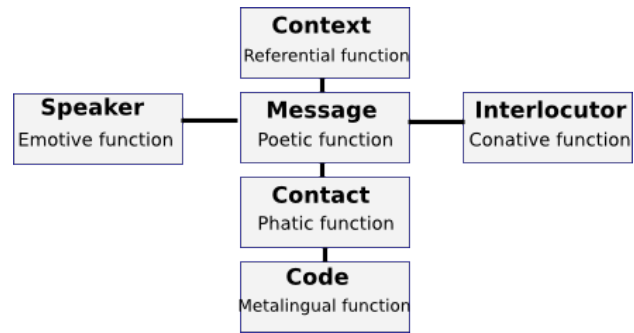 Context
Referential function
Speaker
Emotive function
Message
Poetic function
Interlocutor
Conative function
Contact
Phatic function
Code
Metalingual function